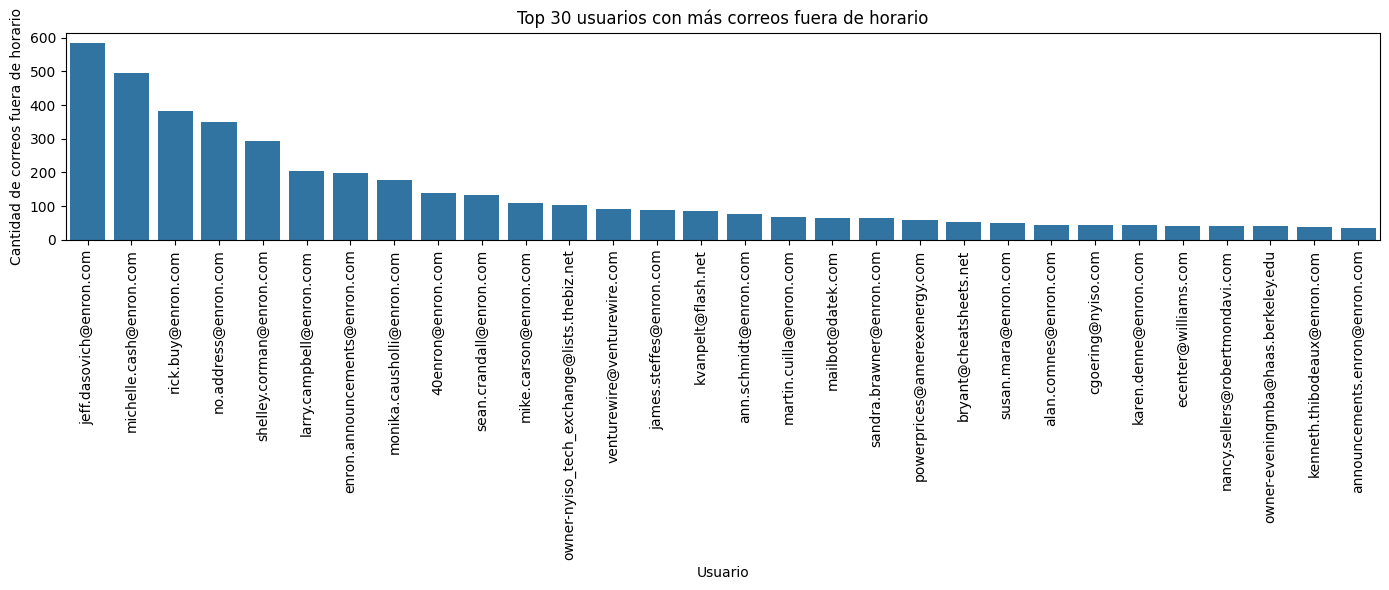 Top 30 usuarios con más correos fuera de horario
Cantidad de correos fuera de horario
600
500
400
300
200
100
0
jeff.dasovich@enron.com
michelle.cash@enron.com
rick.buy@enron.com
no.address@enron.com
shelley.corman@enron.com
larry.campbell@enron.com
enron.announcements@enron.com
monika.causholli@enron.com
40enron@enron.com
sean.crandall@enron.com
mike.carson@enron.com
owner-nyiso_tech_exchange@lists.thebiz.net
venturewire@venturewire.com
james.steffes@enron.com
kvanpelt@flash.net
ann.schmidt@enron.com
martin.cuilla@enron.com
mailbot@datek.com
sandra.brawner@enron.com
powerprices@amerexenergy.com
bryant@cheatsheets.net
susan.mara@enron.com
alan.comnes@enron.com
cgoering@nyiso.com
karen.denne@enron.com
ecenter@williams.com
nancy.sellers@robertmondavi.com
owner-eveningmba@haas.berkeley.edu
kenneth.thibodeaux@enron.com
announcements.enron@enron.com
Usuario